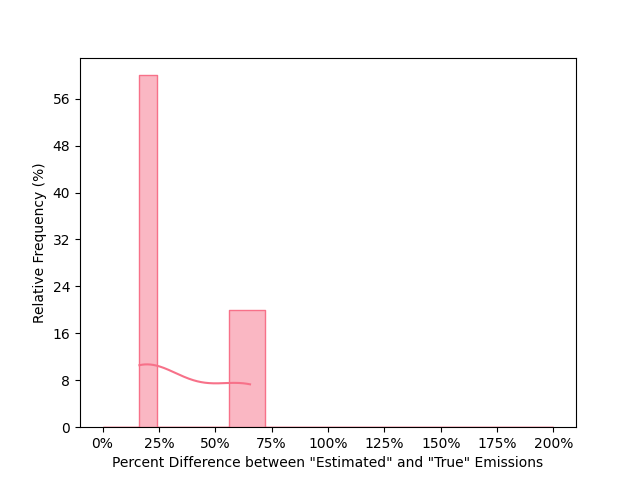 56
48
40
32
24
16
8
0
Relative Frequency (%)
0% 25% 50% 75% 100% 125% 150% 175% 200%
Percent Difference between "Estimated" and "True" Emissions